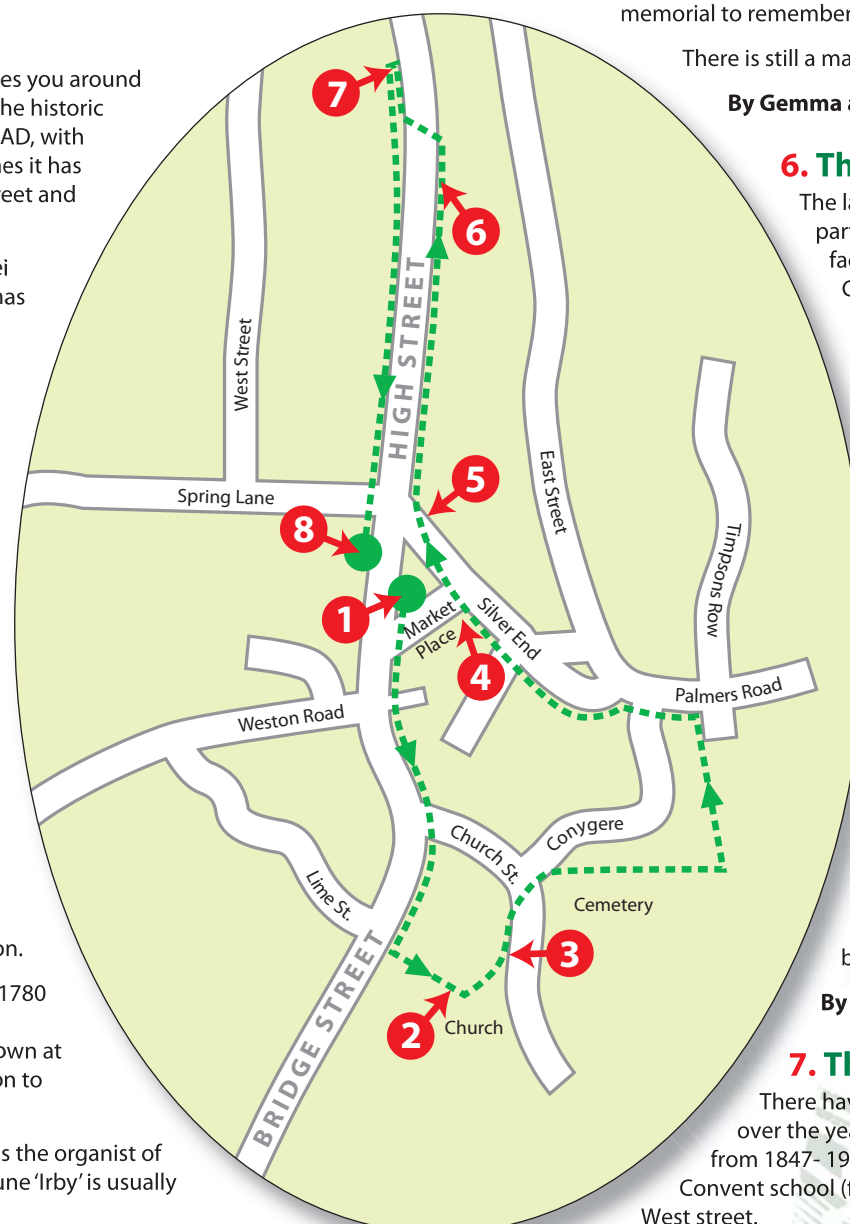 memorial to remember
There is still a ma
By Gemma a
6. Th
The la
part
fac
es you around
he historic
AD, with
es it has
reet and
ei
has
7
6
HIGH STREET
West Street
Spring Lane
5
East Street
8
Timpsons Row
1
Market
Place
Silver End
4
Palmers Road
Weston Road
Conygere
Church St.
Lime St.
Cemetery
3
2
Church
BRIDGE STREET
on.
1780
own at
on to
s the organist of
une ‘Irby’ is usually
b
By
7. Th
There hav
over the yea
from 1847- 19
Convent school (f
West street.